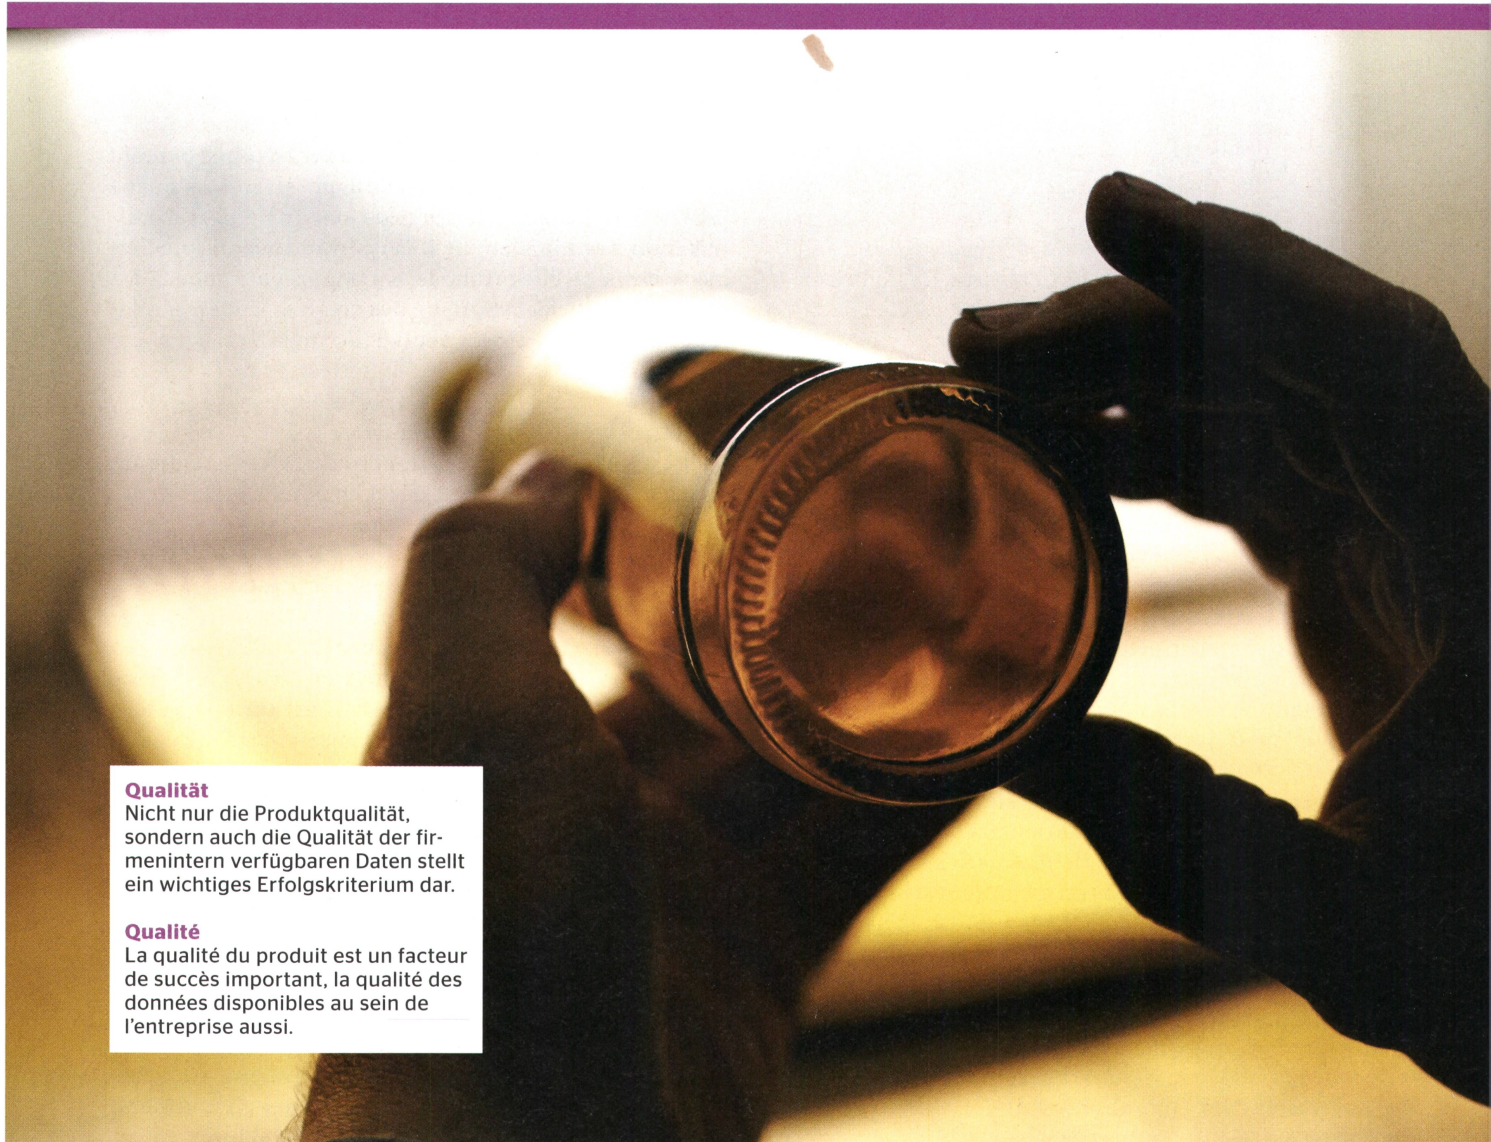 Qualität
Nicht nur die Produktqualität,
sondern auch die Qualität der fir-
menintern verfügbaren Daten stellt
ein wichtiges Erfolgskriterium dar.
Qualité
La qualité du produit est un facteur
de succès important, la qualité des
données disponibles au sein de
l'entreprise aussi.